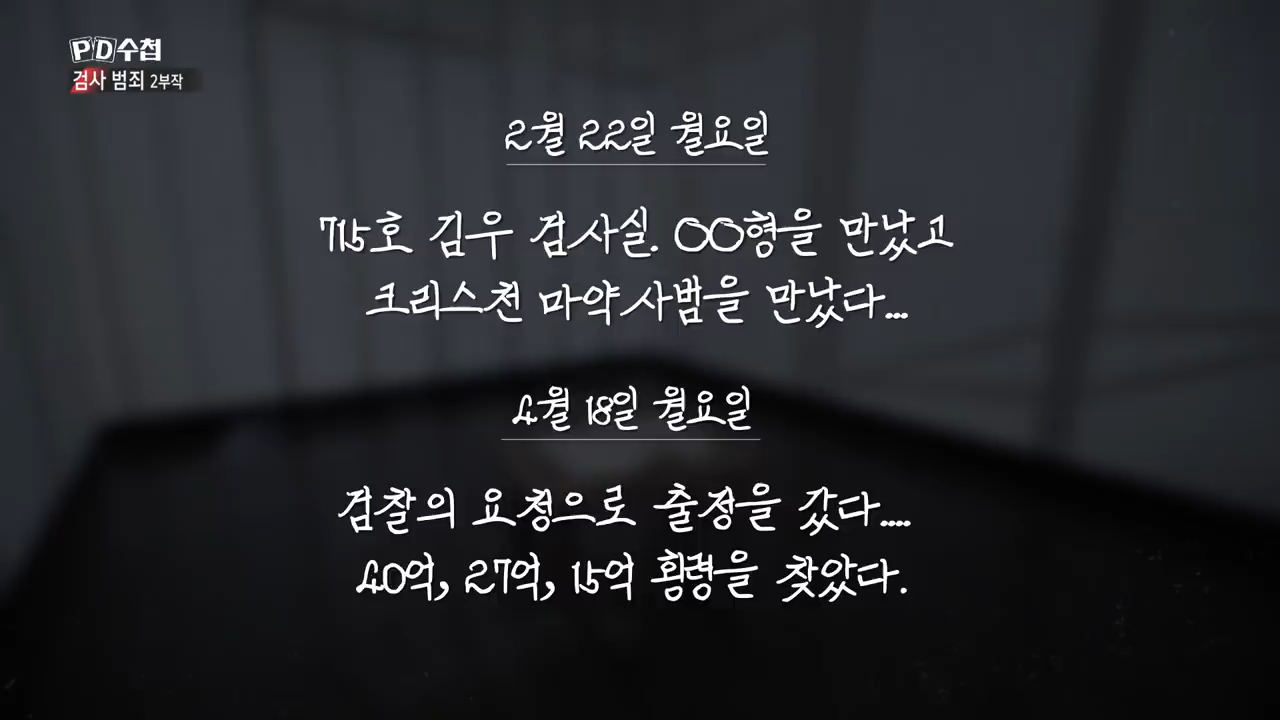 PD수첩
검사 범죄 2부작
2월 22일 월요일
715호 김우 검사실. OO형을 만났고
크리스천 마약사범을 만났다...
4월 18일 월요일
검찰의 요청으로 출정을 갔다....
40억, 27억, 15억 횡령을 찾았다.